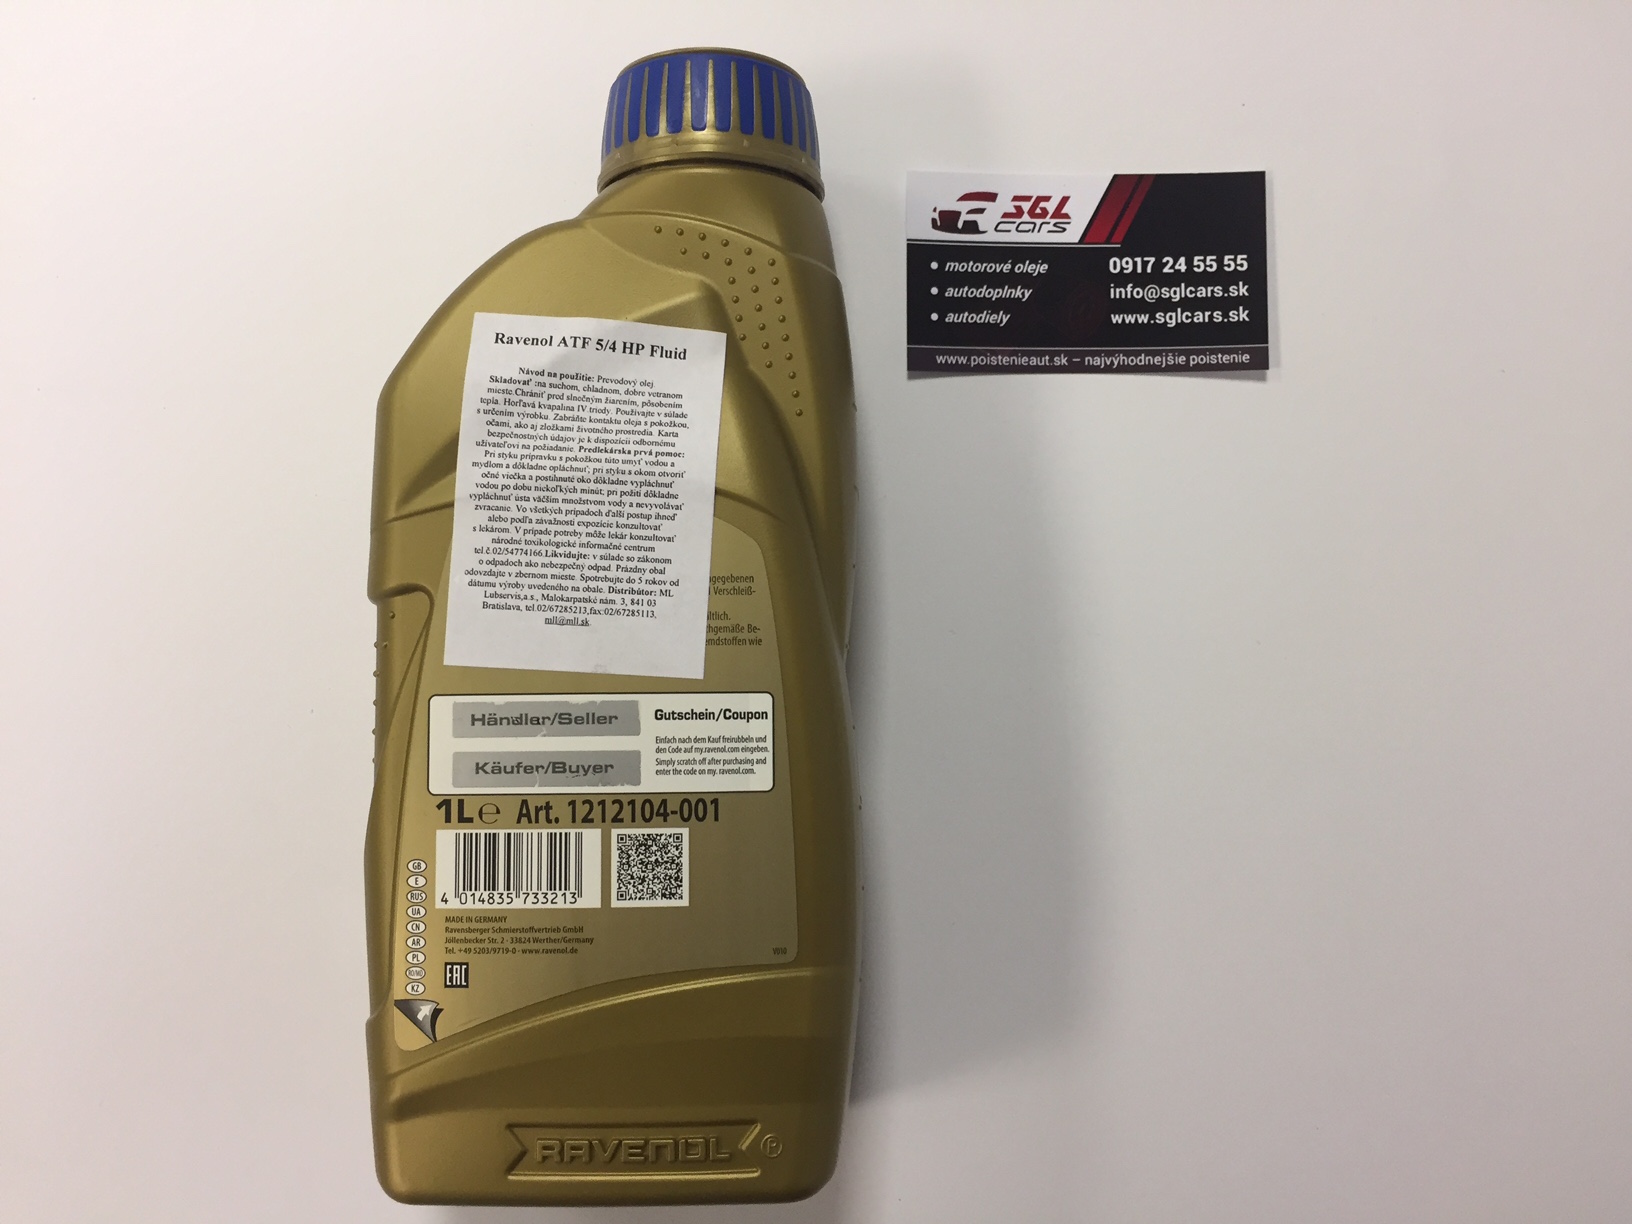 Ravenol ATF 5/4 HP Fluid
Návod na použitie: Prevodový olej.
Skladovať :na suchom, chladnom, dobre vetranom
mieste.Chrániť pred slnečným žiarením, pôsobením
tepla. Horľavá kvapalina IV.triedy. Používajte v súlade
s určením výrobku. Zabráňte kontaktu oleja s pokožkou,
očami, ako aj zložkami životného prostredia. Karta
bezpečnostných údajov je k dispozícii odbornému
užívateľovi na požiadanie. Predlekárska prvá pomoc:
Pri styku prípravku s pokožkou túto umyť vodou a
mydlom a dôkladne opláchnuť; pri styku s okom otvoriť
očné viečka a postihnuté oko dôkladne vypláchnuť
vodou po dobu niekoľkých minút; pri požití dôkladne
vypláchnuť ústa väčším množstvom vody a nevyvolávať
zvracanie. Vo všetkých prípadoch ďalší postup ihneď
alebo podľa závažnosti expozície konzultovať
s lekárom. V prípade potreby môže lekár konzultovať
národné toxikologické informačné centrum
tel.č.02/54774166.Likvidujte: v súlade so zákonom
o odpadoch ako nebezpečný odpad. Prázdny obal
odovzdajte v zbernom mieste. Spotrebujte do 5 rokov od
dátumu výroby uvedeného na obale. Distribútor: ML
Lubservis,a.s., Malokarpatské nám. 3, 841 03
Bratislava, tel.02/67285213,fax:02/67285113,
mll@mll.sk
ngegebenen
Verschleiß-
ältlich.
chgemäße Be-
emdstoffen wie
Händler/Seller
Käufer/Buyer
Gutschein/Coupon
Einfach nach dem Kauf freirubbeln und
den Code auf my.ravenol.com eingeben.
Simply scratch off after purchasing and
enter the code on my. ravenol.com.
1L e Art. 1212104-001
4 014835 733213
GB
E
RUS
UA
CN
AR
PL
RO/MD
KZ
MADE IN GERMANY
Ravensberger Schmierstoffvertrieb GmbH
Jöllenbecker Str. 2 · 33824 Werther/Germany
Tel. +49 5203/9719-0 · www.ravenol.de
EAC
RAVENOL ®
SGL
cars
• motorové oleje
• autodoplnky
• autodiely
0917 24 55 55
info@sglcars.sk
www.sglcars.sk
www.poistenieaut.sk – najvýhodnejšie poistenie